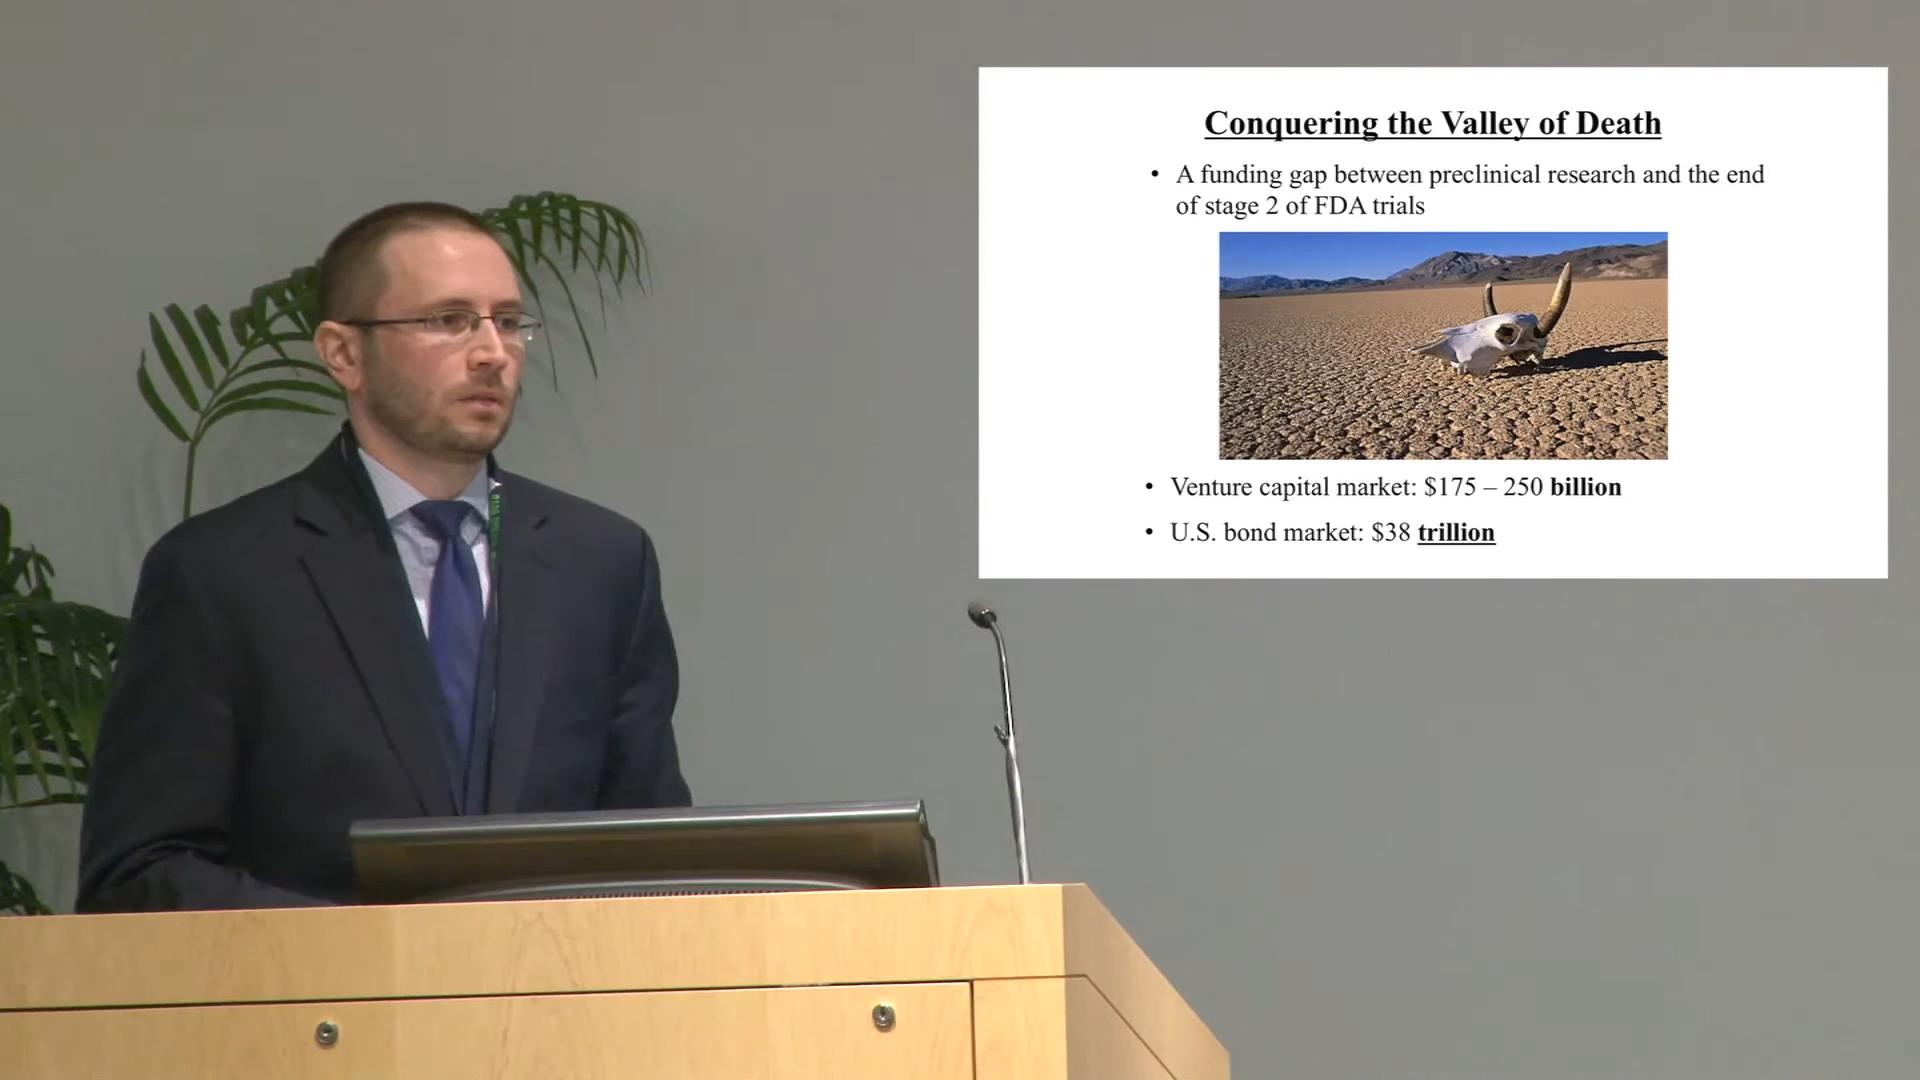 Conquering the Valley of Death
• A funding gap between preclinical research and the end
of stage 2 of FDA trials
• Venture capital market: $175 – 250 billion
• U.S. bond market: $38 trillion